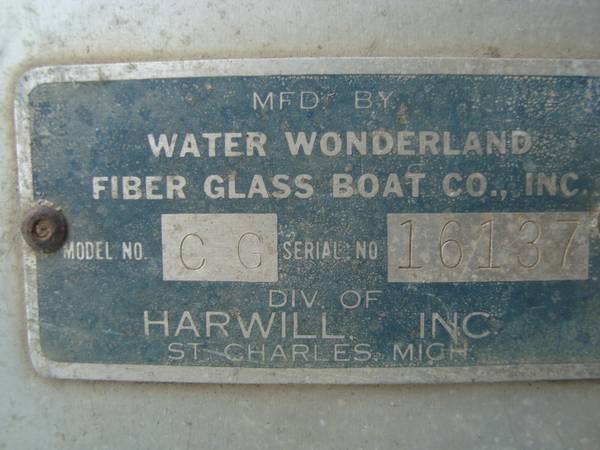 MFD. BY
WATER WONDERLAND
FIBER GLASS BOAT CO., INC.
MODEL NO. C G SERIAL NO 16137
DIV. OF
HARWILL, INC.
ST. CHARLES, MICH.